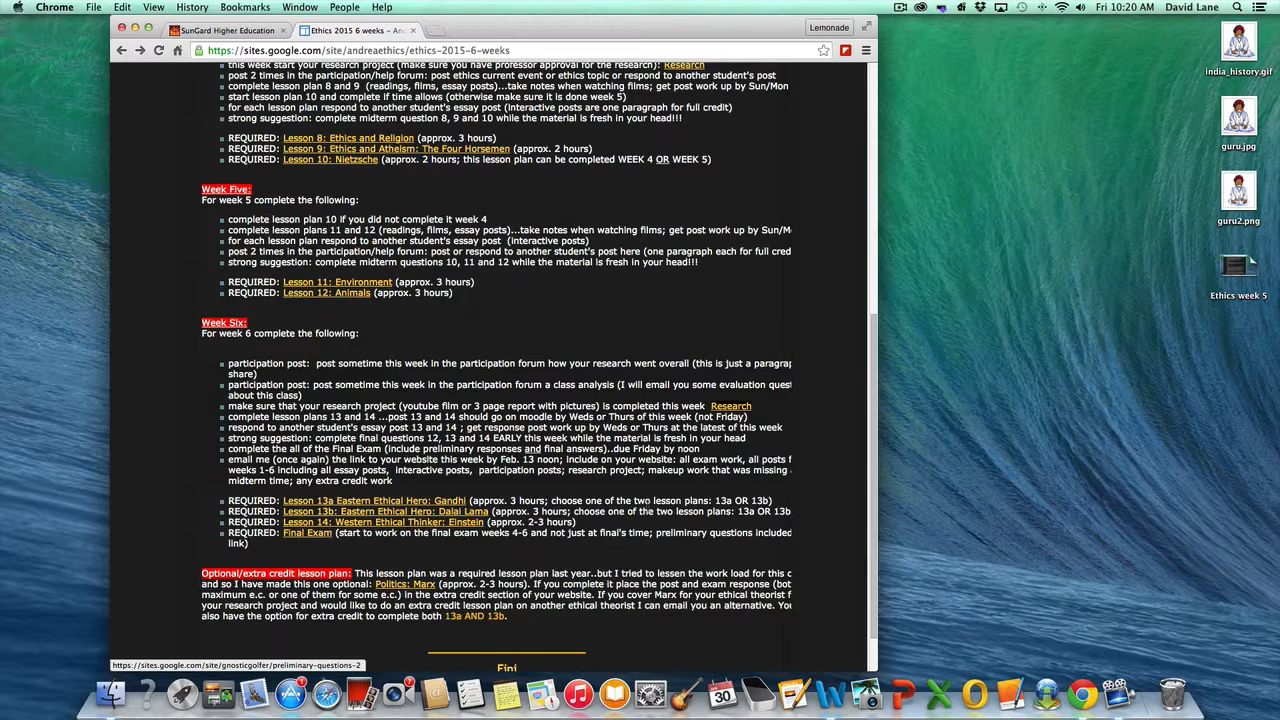 Chrome File Edit View History Bookmarks Window People Help
Fri 10:20 AM David Lane
SunGard Higher Education
Ethics 2015 6 weeks – An
Lemonade
https://sites.google.com/site/andreaethics/ethics-2015-6-weeks
this week start your research project (make sure you have professor approval for the research): Research
post 2 times in the participation/help forum: post ethics current event or ethics topic or respond to another student's post
complete lesson plan 8 and 9 (readings, films, essay posts)...take notes when watching films; get post work up by Sun/Mon
start lesson plan 10 and complete if time allows (otherwise make sure it is done week 5)
for each lesson plan respond to another student's essay post (interactive posts are one paragraph for full credit)
strong suggestion: complete midterm question 8, 9 and 10 while the material is fresh in your head!!!
REQUIRED: Lesson 8: Ethics and Religion (approx. 3 hours)
REQUIRED: Lesson 9: Ethics and Atheism: The Four Horsemen (approx. 2 hours)
REQUIRED: Lesson 10: Nietzsche (approx. 2 hours; this lesson plan can be completed WEEK 4 OR WEEK 5)
Week Five:
For week 5 complete the following:
complete lesson plan 10 if you did not complete it week 4
complete lesson plans 11 and 12 (readings, films, essay posts)...take notes when watching films; get post work up by Sun/M
for each lesson plan respond to another student's essay post (interactive posts)
post 2 times in the participation/help forum: post or respond to another student's post here (one paragraph each for full cred
strong suggestion: complete midterm questions 10, 11 and 12 while the material is fresh in your head!!!
REQUIRED: Lesson 11: Environment (approx. 3 hours)
REQUIRED: Lesson 12: Animals (approx. 3 hours)
Week Six:
For week 6 complete the following:
participation post: post sometime this week in the participation forum how your research went overall (this is just a paragrap
share)
participation post: post sometime this week in the participation forum a class analysis (I will email you some evaluation quest
about this class)
make sure that your research project (youtube film or 3 page report with pictures) is completed this week Research
complete lesson plans 13 and 14 ...post 13 and 14 should go on moodle by Weds or Thurs of this week (not Friday)
respond to another student's essay post 13 and 14 ; get response post work up by Weds or Thurs at the latest of this week
strong suggestion: complete final questions 12, 13 and 14 EARLY this week while the material is fresh in your head
complete the all of the Final Exam (include preliminary responses and final answers)..due Friday by noon
email me (once again) the link to your website this week by Feb. 13 noon; include on your website: all exam work, all posts f
weeks 1-6 including all essay posts, interactive posts, participation posts; research project; makeup work that was missing a
midterm time; any extra credit work
REQUIRED: Lesson 13a Eastern Ethical Hero: Gandhi (approx. 3 hours; choose one of the two lesson plans: 13a OR 13b)
REQUIRED: Lesson 13b: Eastern Ethical Hero: Dalai Lama (approx. 3 hours; choose one of the two lesson plans: 13a OR 13b
REQUIRED: Lesson 14: Western Ethical Thinker: Einstein (approx. 2-3 hours)
REQUIRED: Final Exam (start to work on the final exam weeks 4-6 and not just at final's time; preliminary questions included
link)
Optional/extra credit lesson plan: This lesson plan was a required lesson plan last year..but I tried to lessen the work load for this c
and so I have made this one optional: Politics: Marx (approx. 2-3 hours). If you complete it place the post and exam response (bot
maximum e.c. or one of them for some e.c.) in the extra credit section of your website. If you cover Marx for your ethical theorist f
your research project and would like to do an extra credit lesson plan on another ethical theorist I can email you an alternative. You
also have the option for extra credit to complete both 13a AND 13b.
Fini
https://sites.google.com/site/gnosticgolfer/preliminary-questions-2
india_history.gif
guru.jpg
guru2.png
Ethics week 5